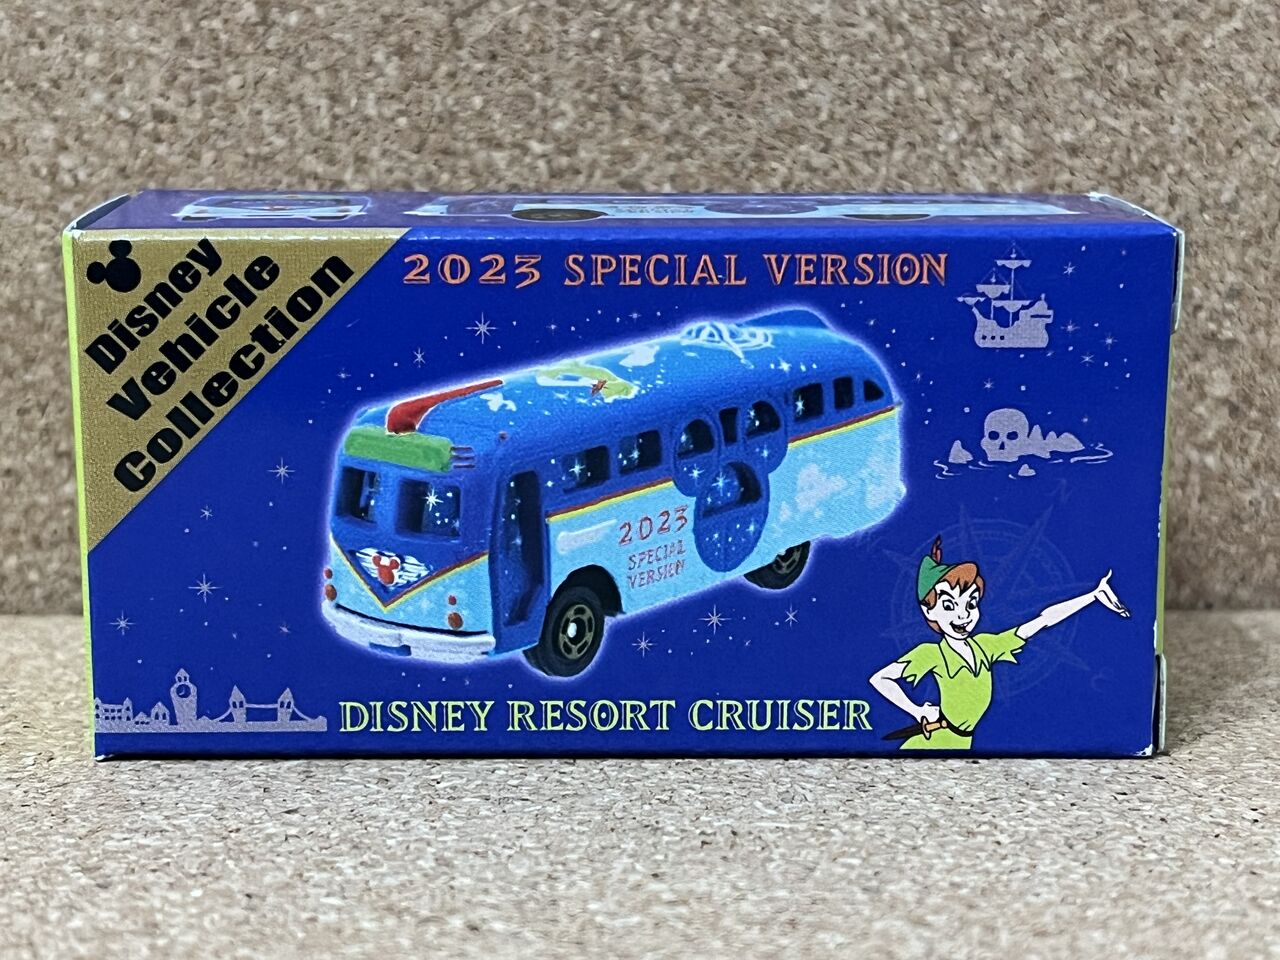 Disney
Vehicle
Collection
2023 SPECIAL VERSION
2023
SPECIAL
VERSION
DISNEY RESORT CRUISER